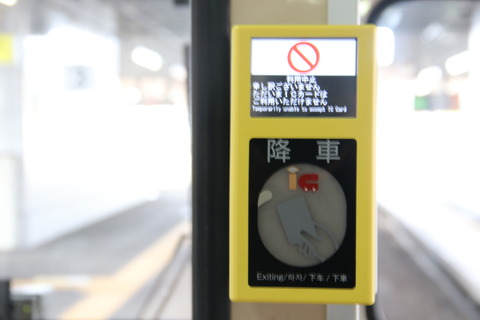 利用中止
申し訳ございません
ただいまICカードは
ご利用いただけません
Temporarily unable to accept IC Card
降車
IC
Exiting/하차/下车/下車